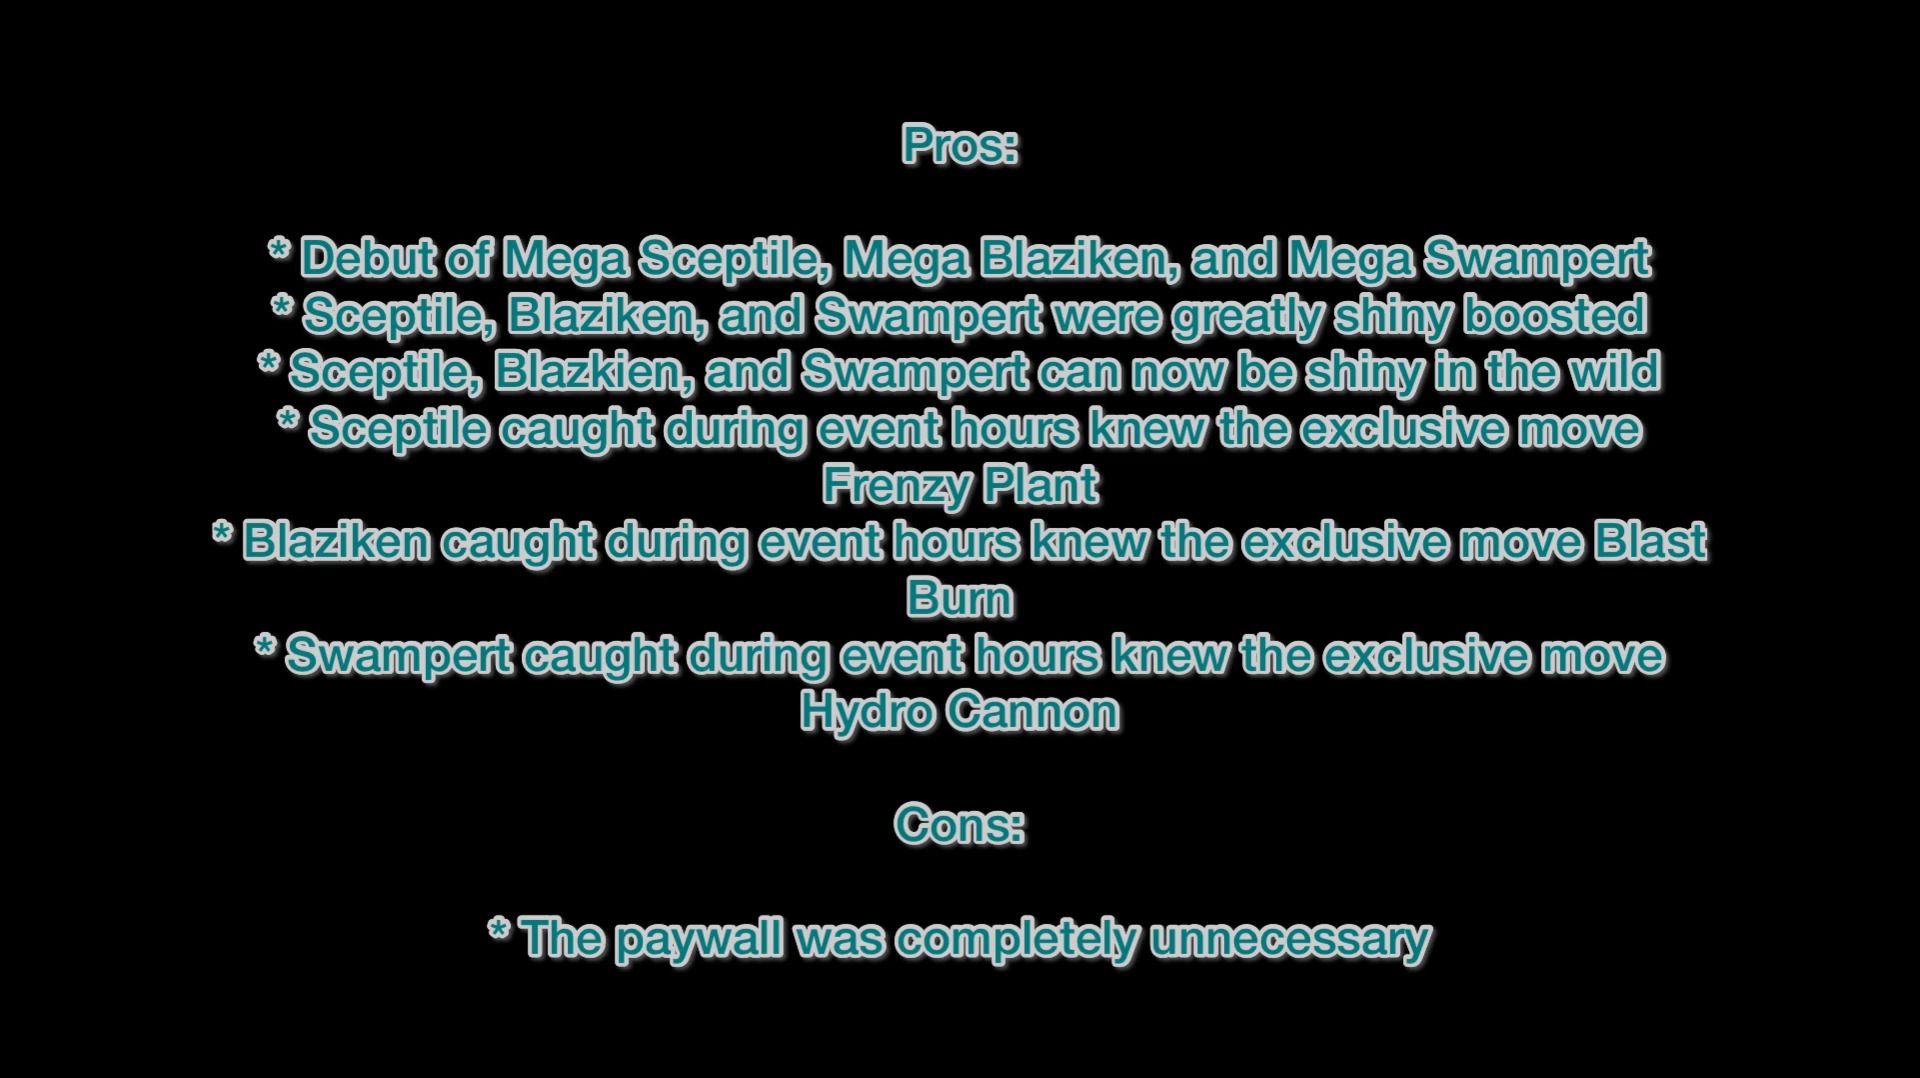 Pros:
* Debut of Mega Sceptile, Mega Blaziken, and Mega Swampert
* Sceptile, Blaziken, and Swampert were greatly shiny boosted
* Sceptile, Blazkien, and Swampert can now be shiny in the wild
* Sceptile caught during event hours knew the exclusive move
Frenzy Plant
* Blaziken caught during event hours knew the exclusive move Blast
Burn
* Swampert caught during event hours knew the exclusive move
Hydro Cannon
Cons:
* The paywall was completely unnecessary